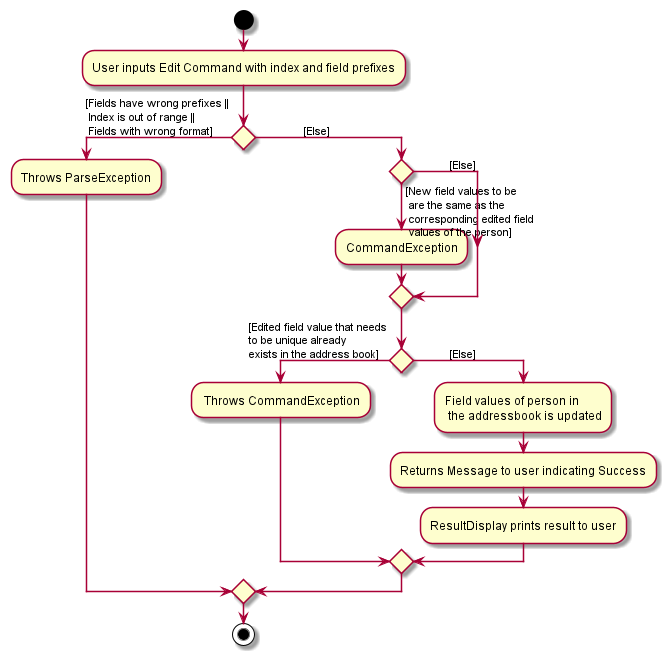 User inputs Edit Command with index and field prefixes
[Fields have wrong prefixes ||
Index is out of range ||
Fields with wrong format]
[Else]
Throws ParseException
[Else]
[New field values to be
are the same as the
corresponding edited field
values of the person]
CommandException
[Edited field value that needs
to be unique already
exists in the address book]
[Else]
Throws CommandException
Field values of person in
the addressbook is updated
Returns Message to user indicating Success
ResultDisplay prints result to user